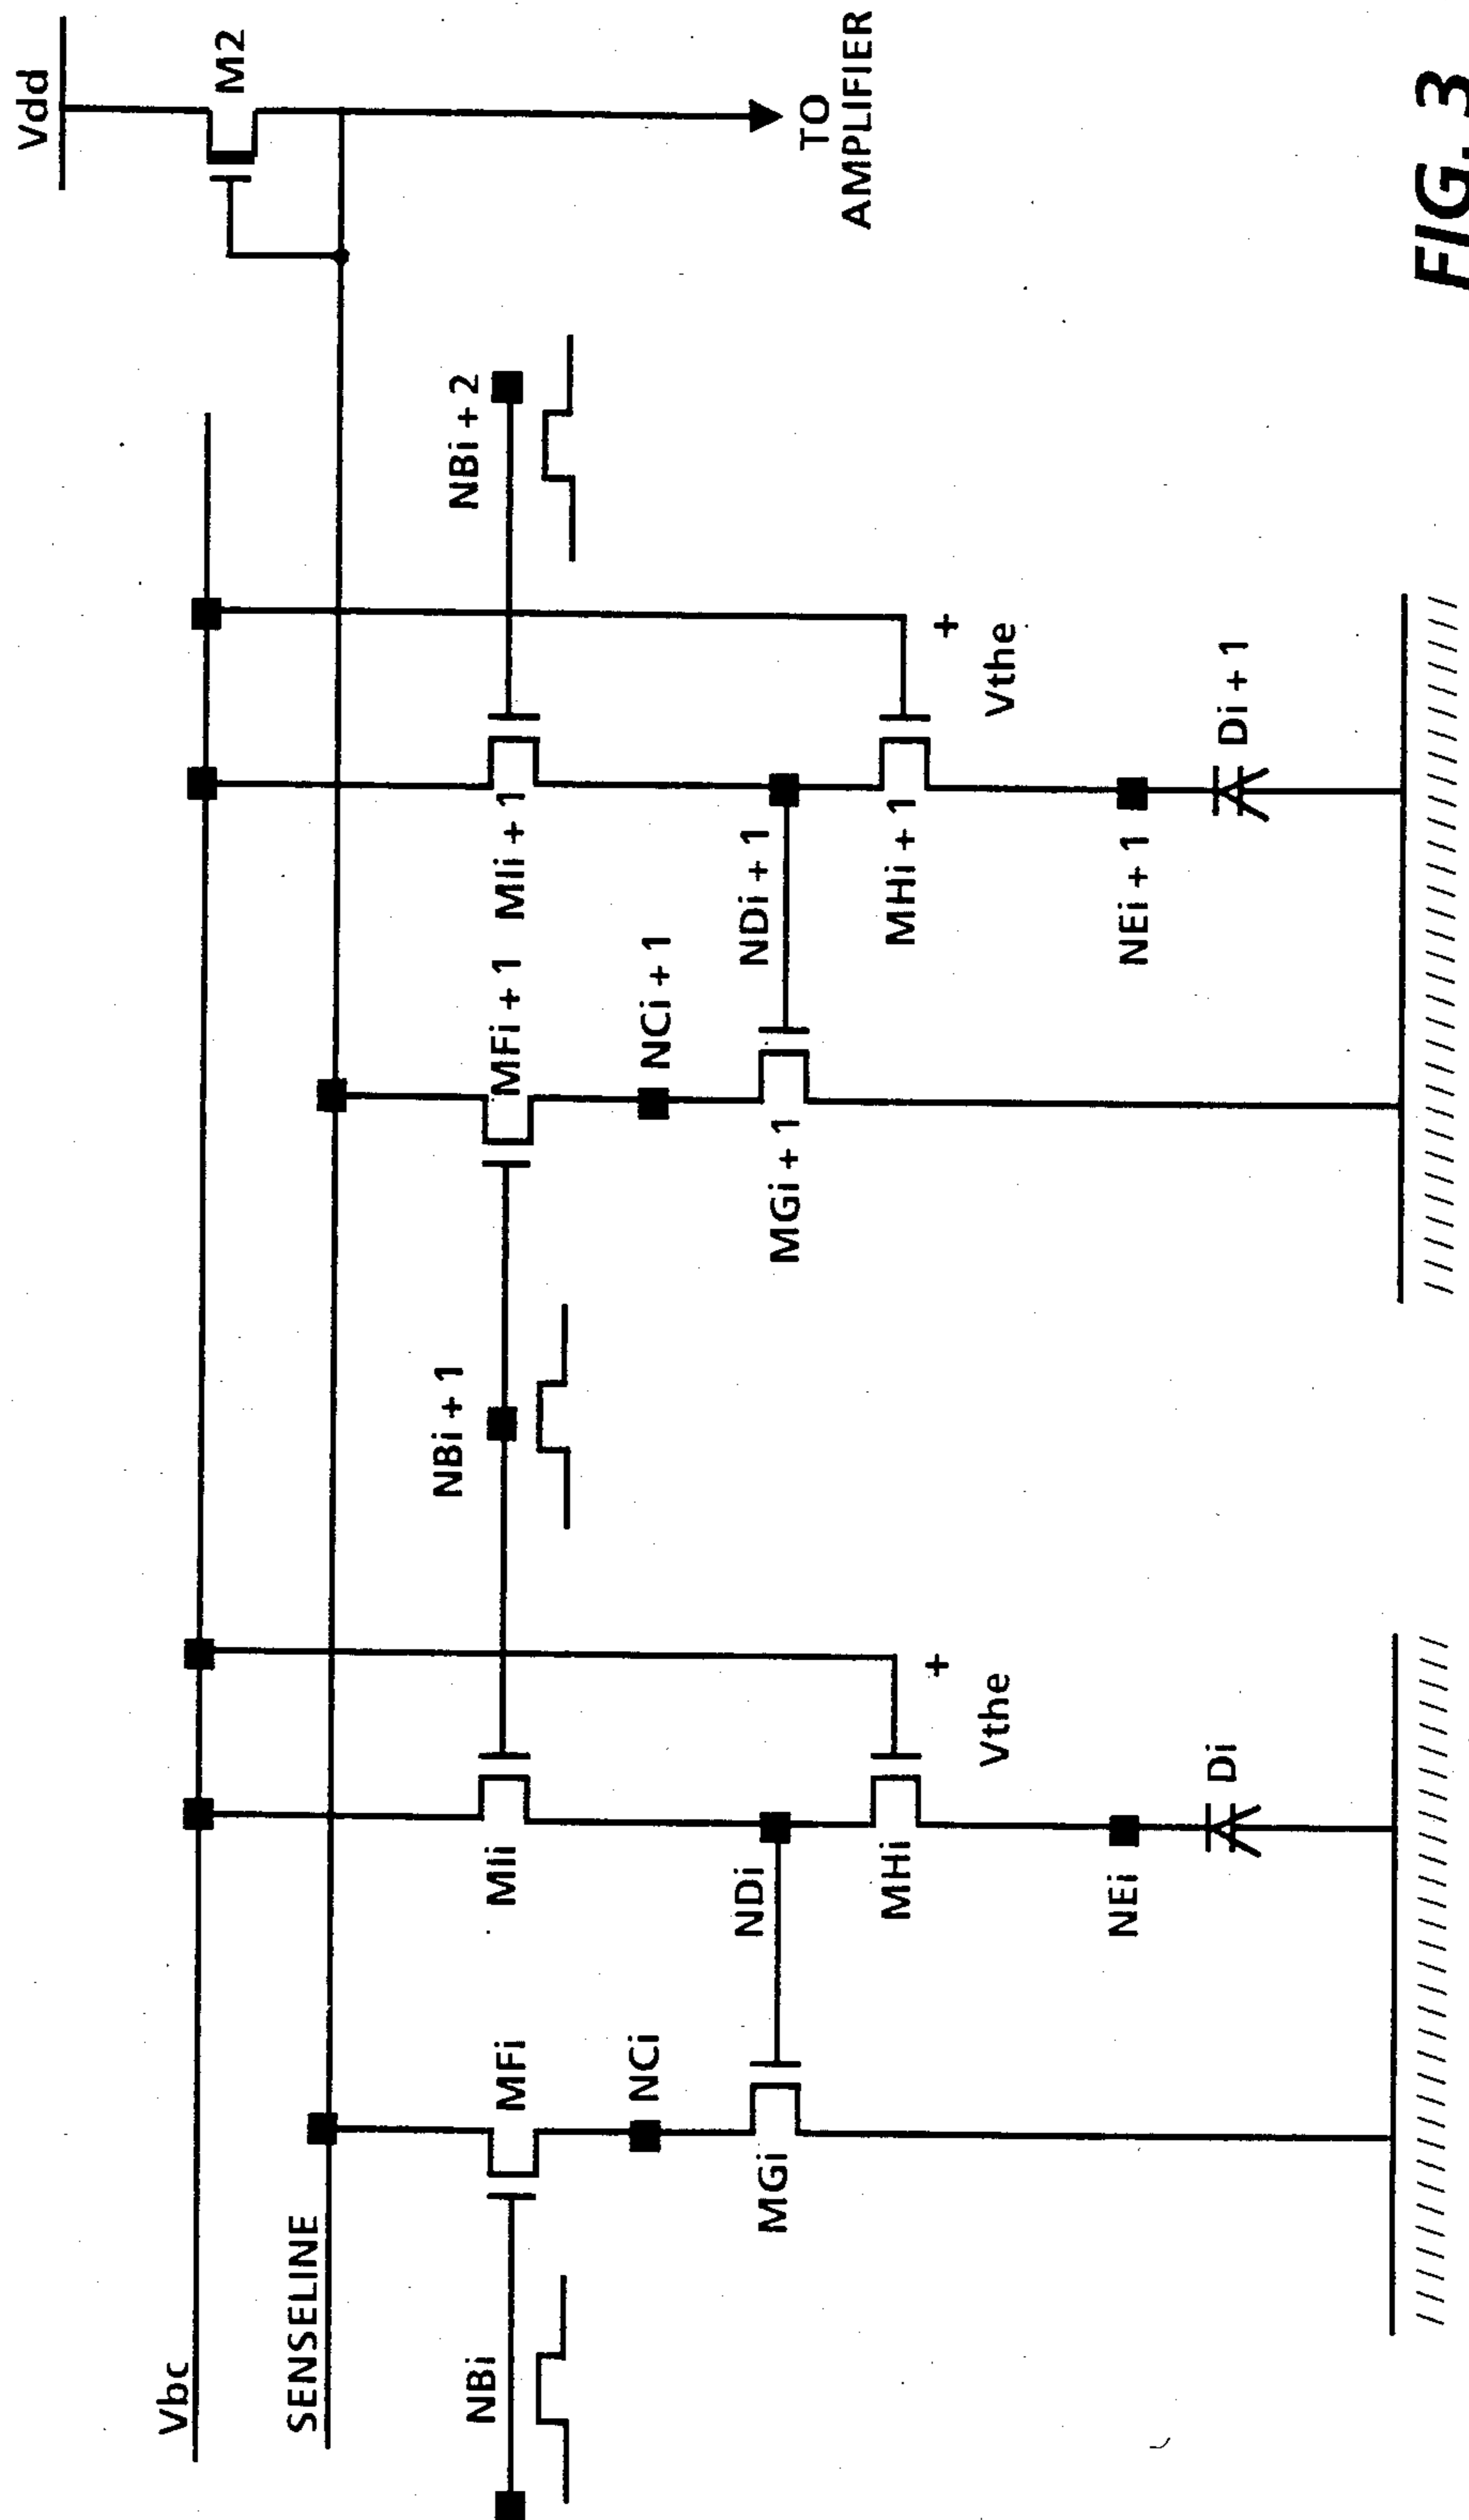 Vdd
M2
Vbc
SENSELINE
NBi + 2
NBi + 1
NBi
MFi
MIi
MFi + 1
MIi + 1
TO
AMPLIFIER
NCi
NCi + 1
NDi
NDi + 1
MGi
MHi
MGi + 1
MHi + 1
+
Vthe
+
Vthe
NEi
Di
NEi + 1
Di + 1
FIG. 3